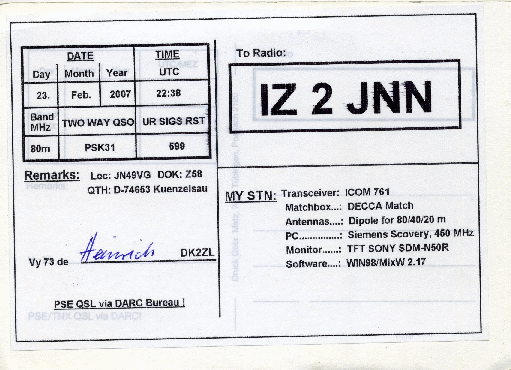 DATE TIME
Day Month Year UTC
23. Feb. 2007 22:38
Band MHz TWO WAY QSO UR SIGS RST
80m PSK31 599
Remarks: Loc: JN49VG DOK: Z58
QTH: D-74653 Kuenzelsau
Vy 73 de Heinrich DK2ZL
PSE QSL via DARC Bureau !
To Radio:
IZ 2 JNN
MY STN: Transceiver: ICOM 761
Matchbox...: DECCA Match
Antennas....: Dipole for 80/40/20 m
PC...............: Siemens Scovery, 450 MHz
Monitor......: TFT SONY SDM-N50R
Software....: WIN98/MixW 2.17